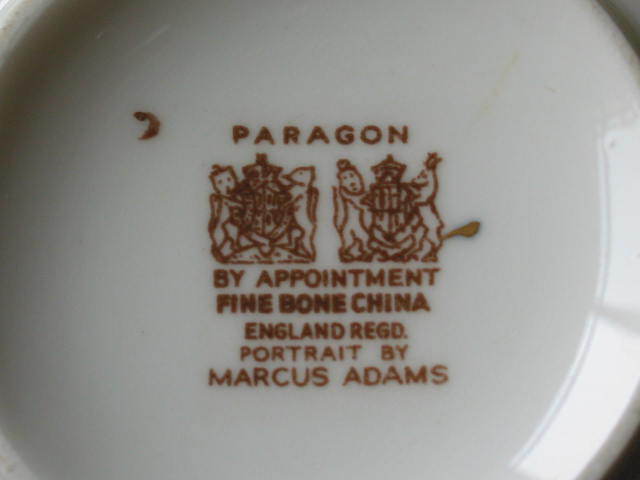 PARAGON
BY APPOINTMENT
FINE BONE CHINA
ENGLAND REGD.
PORTRAIT BY
MARCUS ADAMS